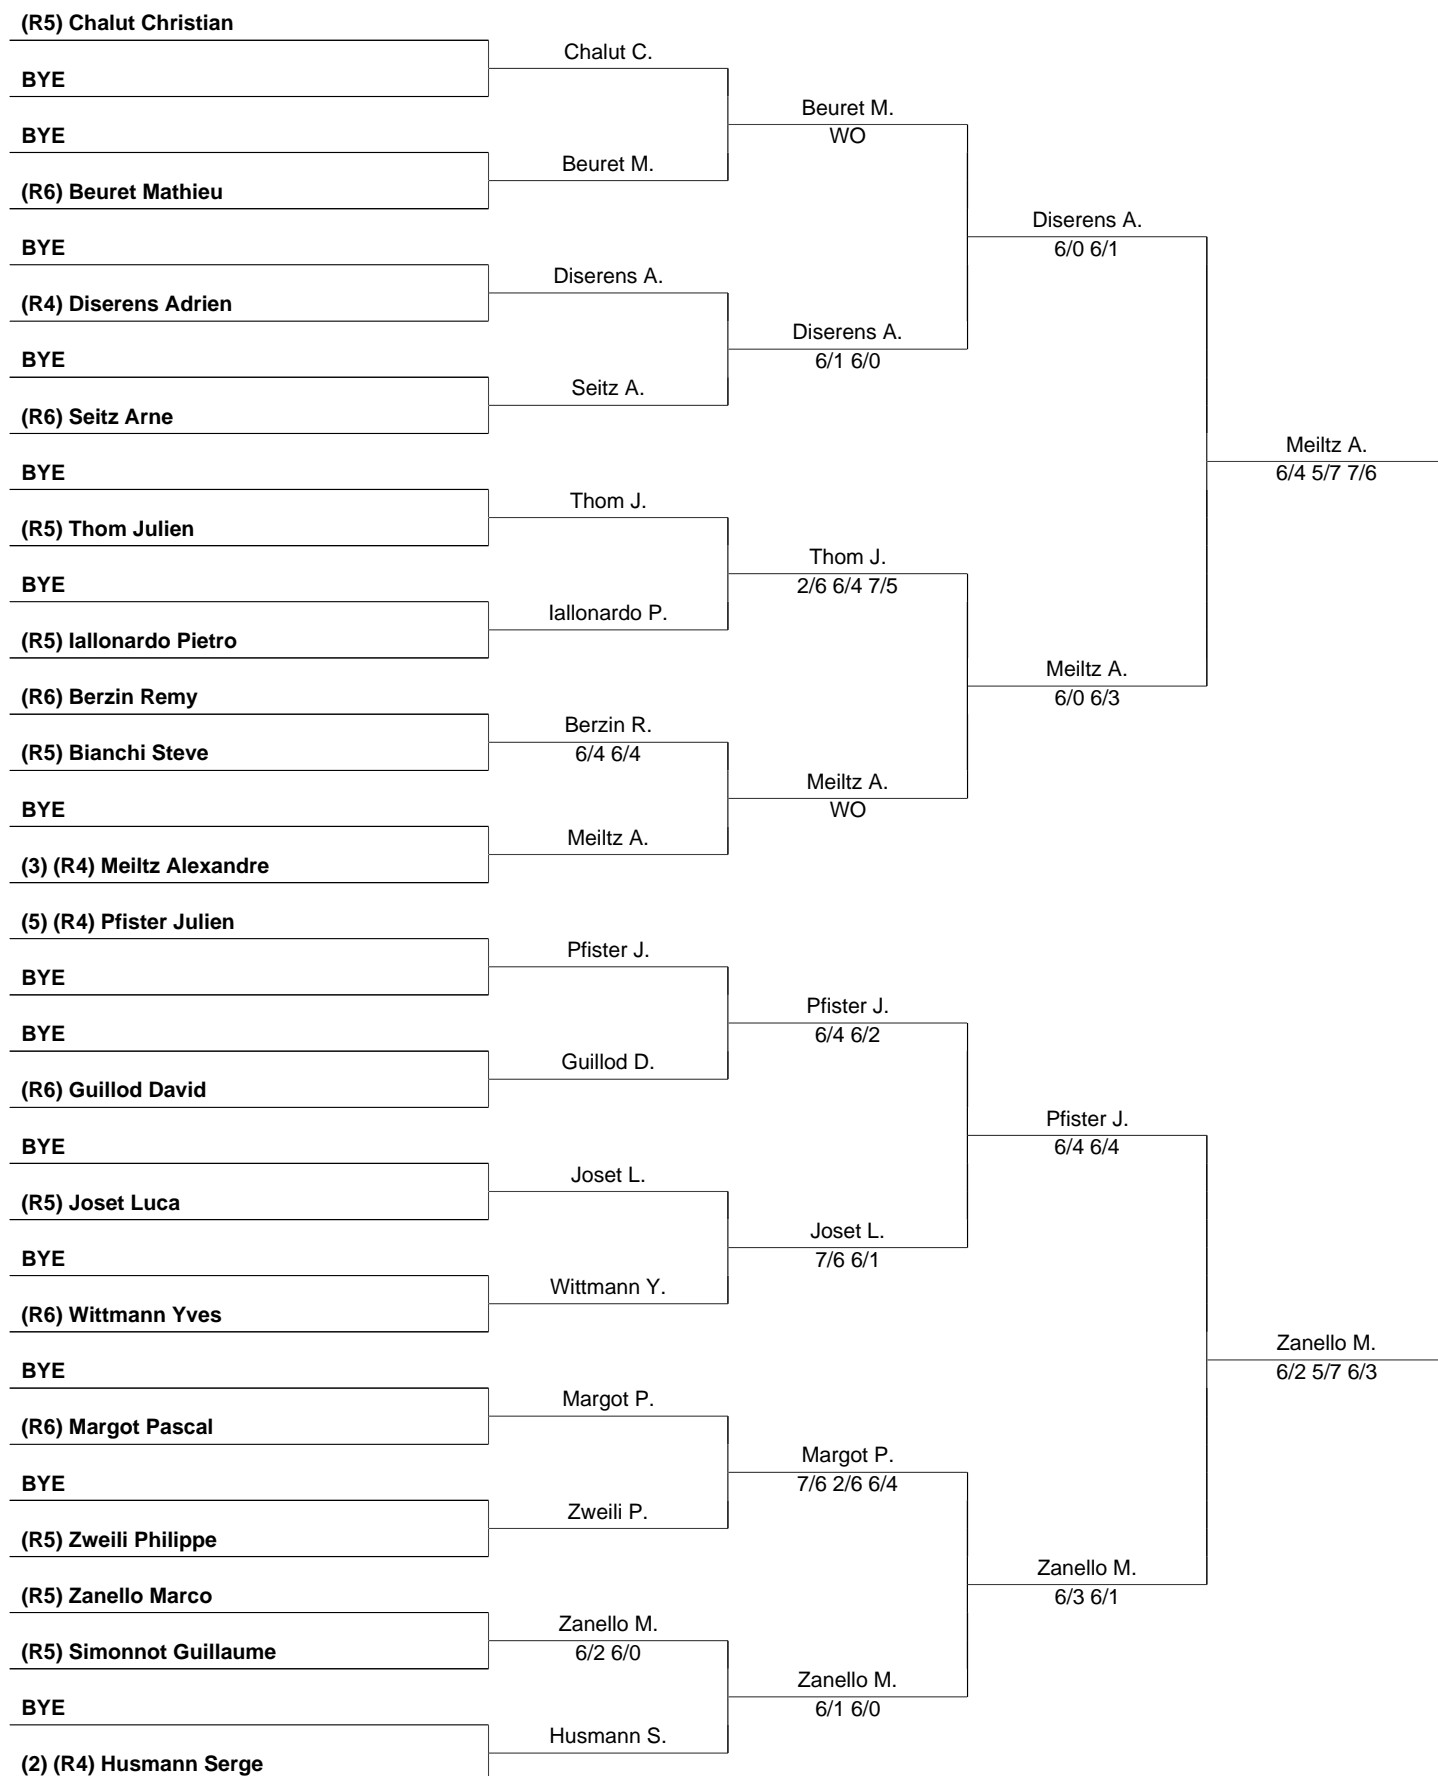 (R5) Chalut Christian
Chalut C.
BYE
Beuret M.
BYE
WO
Beuret M.
(R6) Beuret Mathieu
Diserens A.
BYE
6/0 6/1
Diserens A.
(R4) Diserens Adrien
Diserens A.
BYE
6/1 6/0
Seitz A.
(R6) Seitz Arne
Meiltz A.
BYE
6/4 5/7 7/6
Thom J.
(R5) Thom Julien
Thom J.
BYE
2/6 6/4 7/5
Iallonardo P.
(R5) Iallonardo Pietro
Meiltz A.
(R6) Berzin Remy
6/0 6/3
Berzin R.
(R5) Bianchi Steve
6/4 6/4
Meiltz A.
BYE
WO
Meiltz A.
(3) (R4) Meiltz Alexandre
(5) (R4) Pfister Julien
Pfister J.
BYE
Pfister J.
BYE
6/4 6/2
Guillod D.
(R6) Guillod David
Pfister J.
BYE
6/4 6/4
Joset L.
(R5) Joset Luca
Joset L.
BYE
7/6 6/1
Wittmann Y.
(R6) Wittmann Yves
Zanello M.
BYE
6/2 5/7 6/3
Margot P.
(R6) Margot Pascal
Margot P.
BYE
7/6 2/6 6/4
Zweili P.
(R5) Zweili Philippe
Zanello M.
(R5) Zanello Marco
6/3 6/1
Zanello M.
(R5) Simonnot Guillaume
6/2 6/0
Zanello M.
BYE
6/1 6/0
Husmann S.
(2) (R4) Husmann Serge